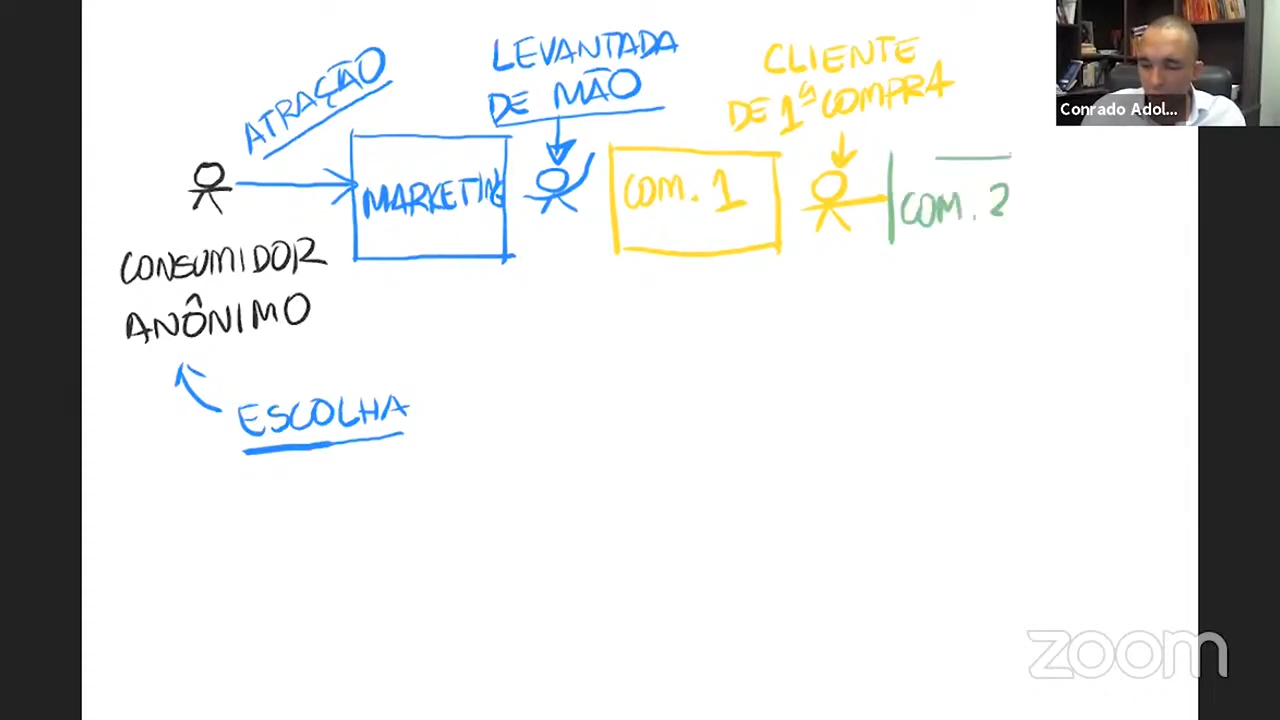 ATRAÇÃO
LEVANTADA
DE MÃO
CLIENTE
DE 1ª COMPRA
MARKETING
COM. 1
COM. 2
CONSUMIDOR
ANÔNIMO
ESCOLHA
Conrado Adol...
zoom